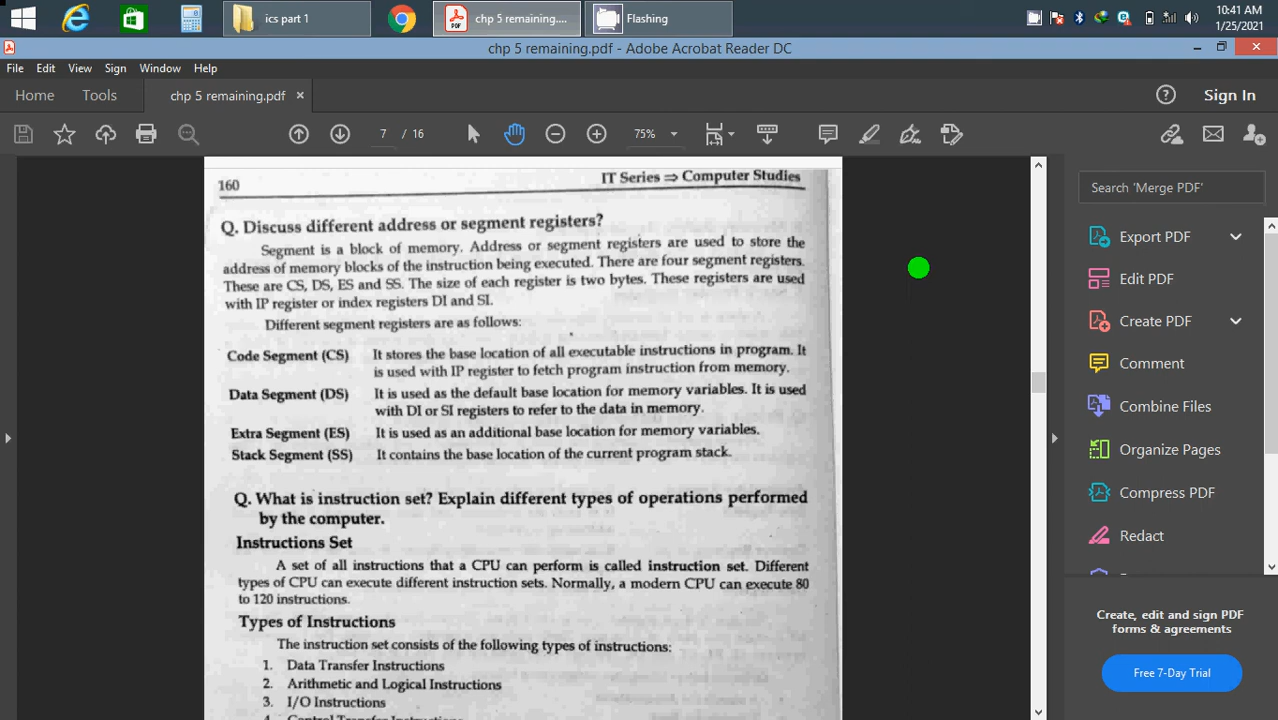 ics part 1
chp 5 remaining....
Flashing
10:41 AM
1/25/2021
chp 5 remaining.pdf - Adobe Acrobat Reader DC
File Edit View Sign Window Help
Home Tools chp 5 remaining.pdf × Sign In
7 / 16 75%
160 IT Series ⇒ Computer Studies
Q. Discuss different address or segment registers?
Segment is a block of memory. Address or segment registers are used to store the
address of memory blocks of the instruction being executed. There are four segment registers.
These are CS, DS, ES and SS. The size of each register is two bytes. These registers are used
with IP register or index registers DI and SI.
Different segment registers are as follows:
Code Segment (CS) It stores the base location of all executable instructions in program. It
is used with IP register to fetch program instruction from memory.
Data Segment (DS) It is used as the default base location for memory variables. It is used
with DI or SI registers to refer to the data in memory.
Extra Segment (ES) It is used as an additional base location for memory variables.
Stack Segment (SS) It contains the base location of the current program stack.
Q. What is instruction set? Explain different types of operations performed
by the computer.
Instructions Set
A set of all instructions that a CPU can perform is called instruction set. Different
types of CPU can execute different instruction sets. Normally, a modern CPU can execute 80
to 120 instructions.
Types of Instructions
The instruction set consists of the following types of instructions:
1. Data Transfer Instructions
2. Arithmetic and Logical Instructions
3. I/O Instructions
Search 'Merge PDF'
Export PDF
Edit PDF
Create PDF
Comment
Combine Files
Organize Pages
Compress PDF
Redact
Create, edit and sign PDF
forms & agreements
Free 7-Day Trial